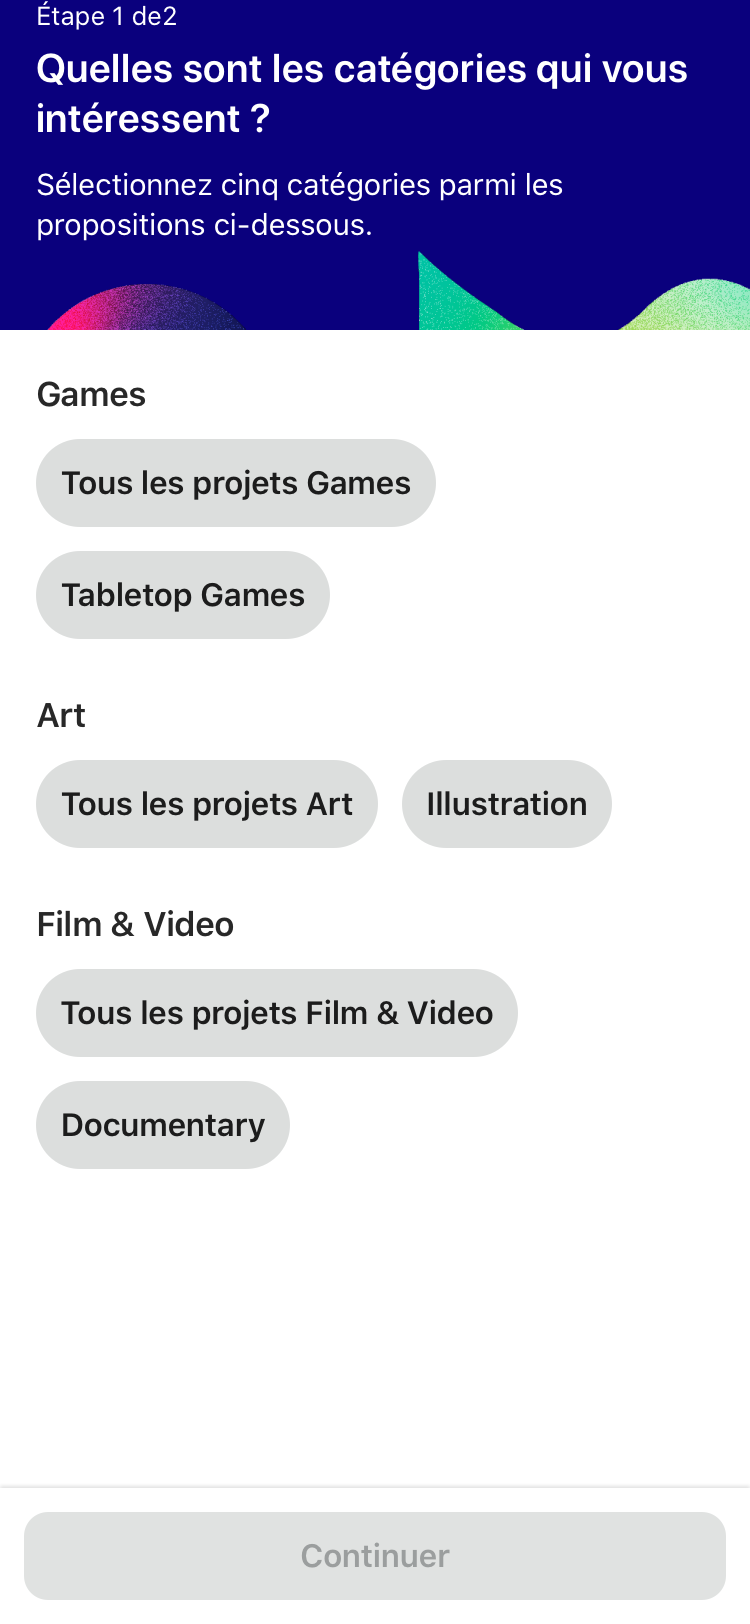 Étape 1 de2
Quelles sont les catégories qui vous
intéressent ?
Sélectionnez cinq catégories parmi les
propositions ci-dessous.
Games
Tous les projets Games
Tabletop Games
Art
Tous les projets Art
Illustration
Film & Video
Tous les projets Film & Video
Documentary
Continuer